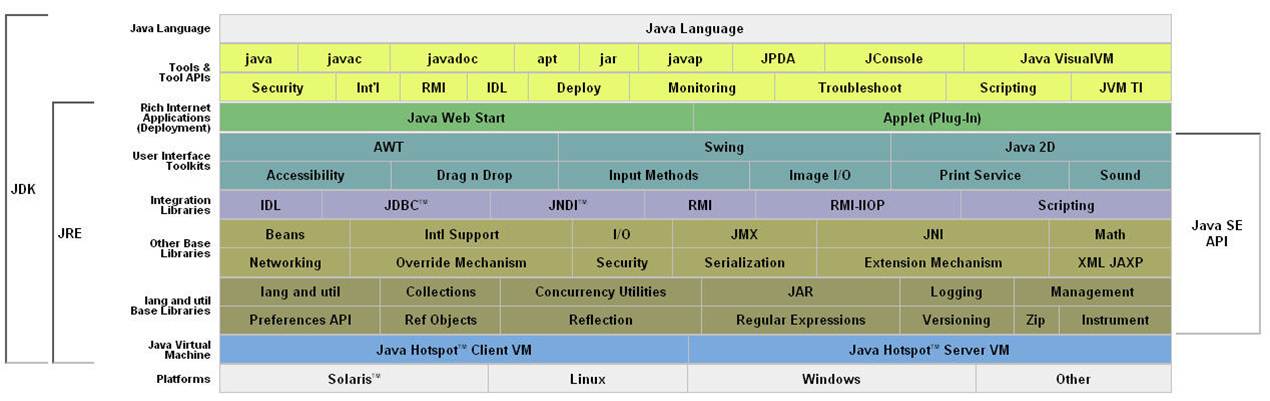 Java Language Java Language
Tools & Tool APIs java javac javadoc apt jar javap JPDA JConsole Java VisualVM
Security Int'l RMI IDL Deploy Monitoring Troubleshoot Scripting JVM TI
Rich Internet Applications (Deployment) Java Web Start Applet (Plug-In)
User Interface Toolkits AWT Swing Java 2D
Accessibility Drag n Drop Input Methods Image I/O Print Service Sound
JDK
Integration Libraries IDL JDBC™ JNDI™ RMI RMI-IIOP Scripting
JRE
Other Base Libraries Beans Intl Support I/O JMX JNI Math
Java SE API
Networking Override Mechanism Security Serialization Extension Mechanism XML JAXP
lang and util Base Libraries lang and util Collections Concurrency Utilities JAR Logging Management
Preferences API Ref Objects Reflection Regular Expressions Versioning Zip Instrument
Java Virtual Machine Java Hotspot™ Client VM Java Hotspot™ Server VM
Platforms Solaris™ Linux Windows Other